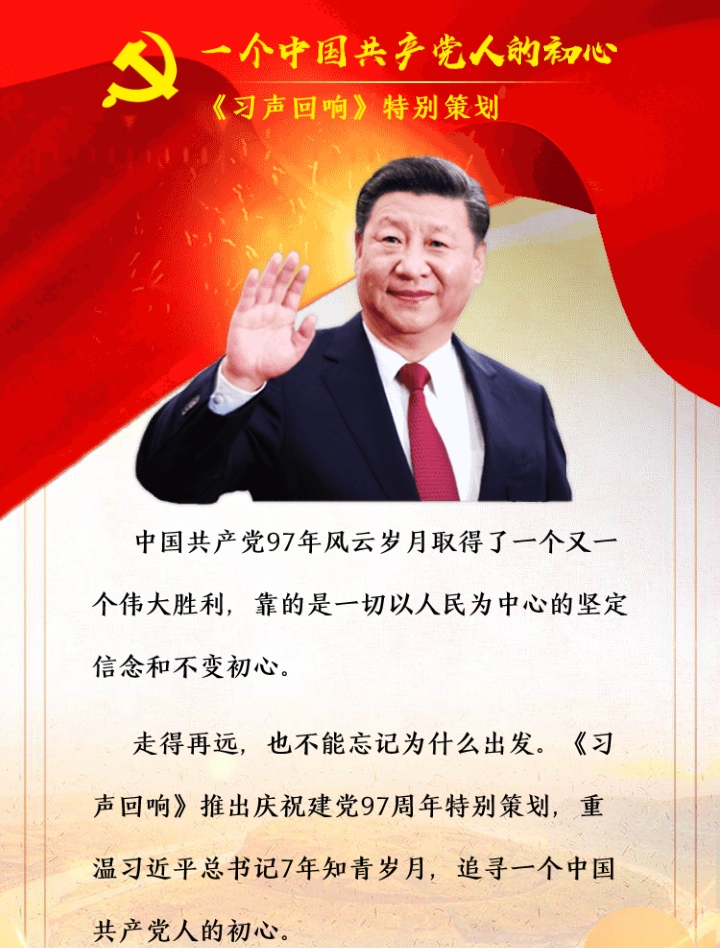 一个中国共产党人的初心
《习声回响》特别策划
中国共产党97年风云岁月取得了一个又一
个伟大胜利，靠的是一切以人民为中心的坚定
信念和不变初心。
走得再远，也不能忘记为什么出发。《习
声回响》推出庆祝建党97周年特别策划，重
温习近平总书记7年知青岁月，追寻一个中国
共产党人的初心。